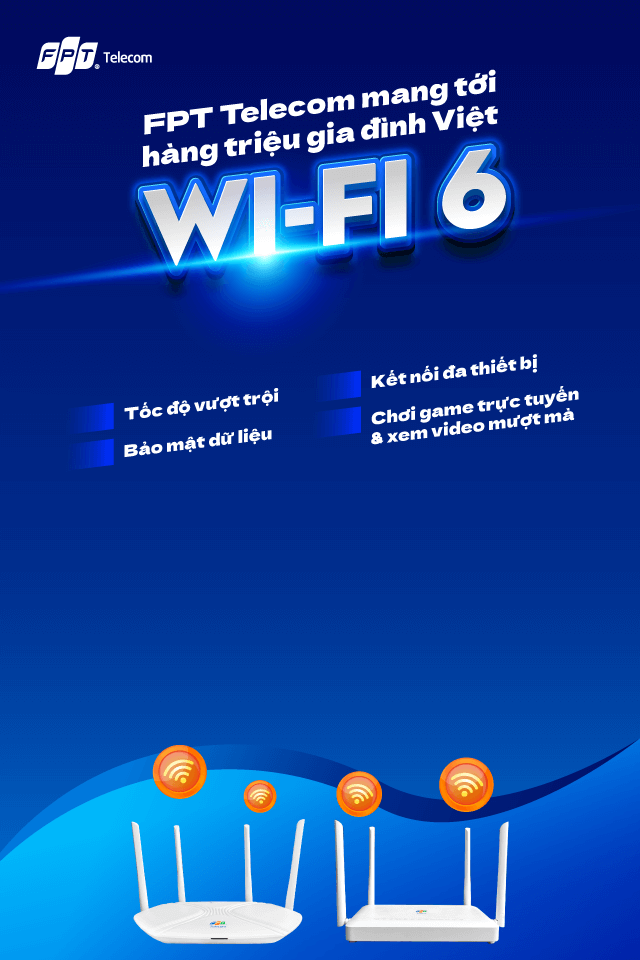 FPT Telecom
FPT Telecom mang tới
hàng triệu gia đình Việt
WI-FI 6
Tốc độ vượt trội
Bảo mật dữ liệu
Kết nối đa thiết bị
Chơi game trực tuyến
& xem video mượt mà